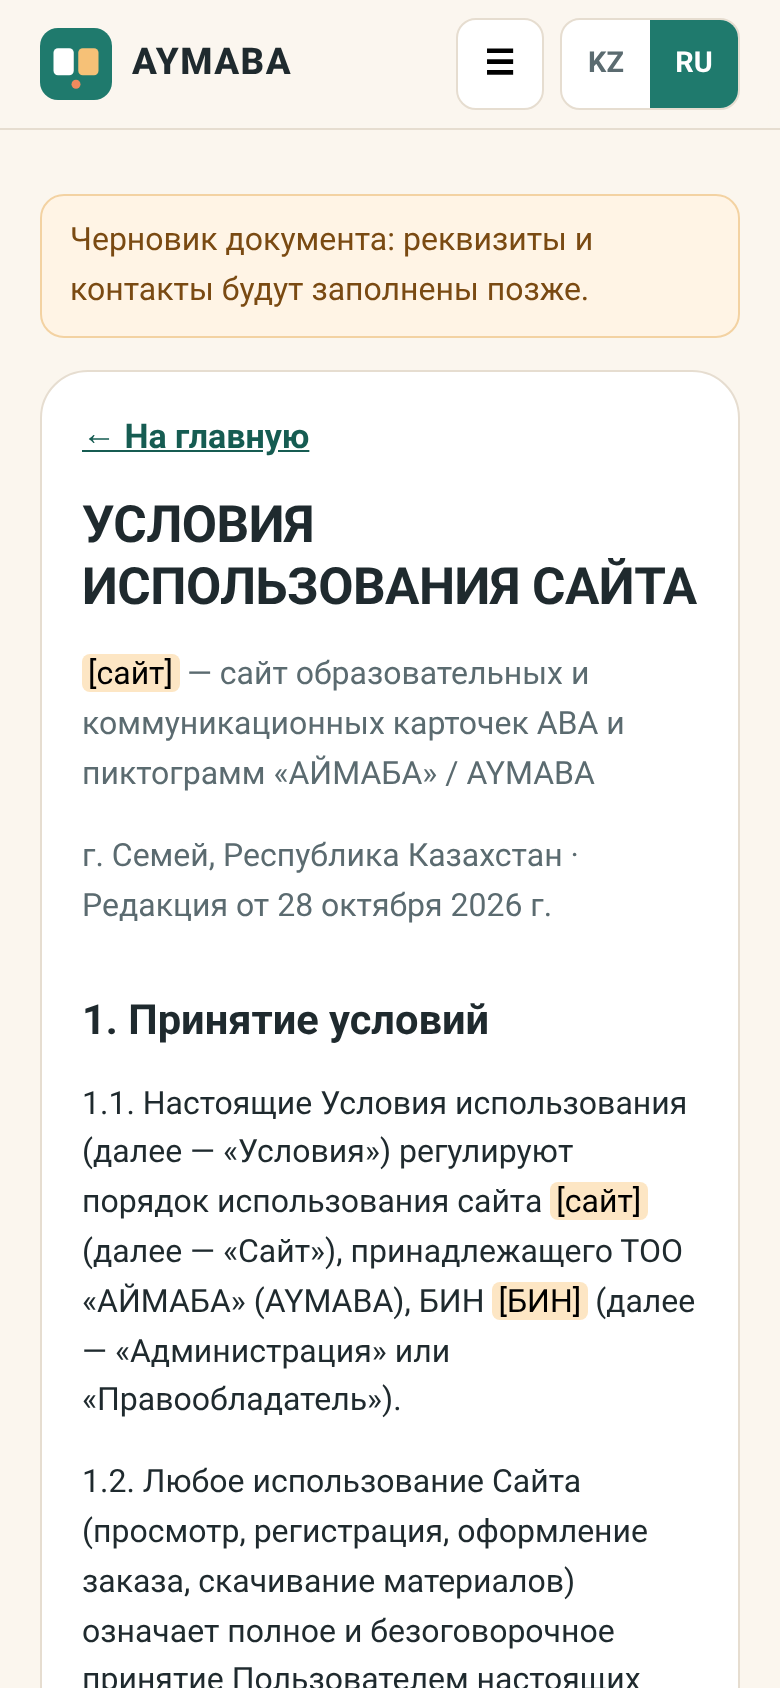 AYMABA
☰
KZ
RU
Черновик документа: реквизиты и
контакты будут заполнены позже.
← На главную
УСЛОВИЯ
ИСПОЛЬЗОВАНИЯ САЙТА
[сайт] — сайт образовательных и
коммуникационных карточек АВА и
пиктограмм «АЙМАБА» / AYMABA
г. Семей, Республика Казахстан ·
Редакция от 28 октября 2026 г.
1. Принятие условий
1.1. Настоящие Условия использования
(далее — «Условия») регулируют
порядок использования сайта [сайт]
(далее — «Сайт»), принадлежащего ТОО
«АЙМАБА» (AYMABA), БИН [БИН] (далее
— «Администрация» или
«Правообладатель»).
1.2. Любое использование Сайта
(просмотр, регистрация, оформление
заказа, скачивание материалов)
означает полное и безоговорочное
принятие Пользователем настоящих